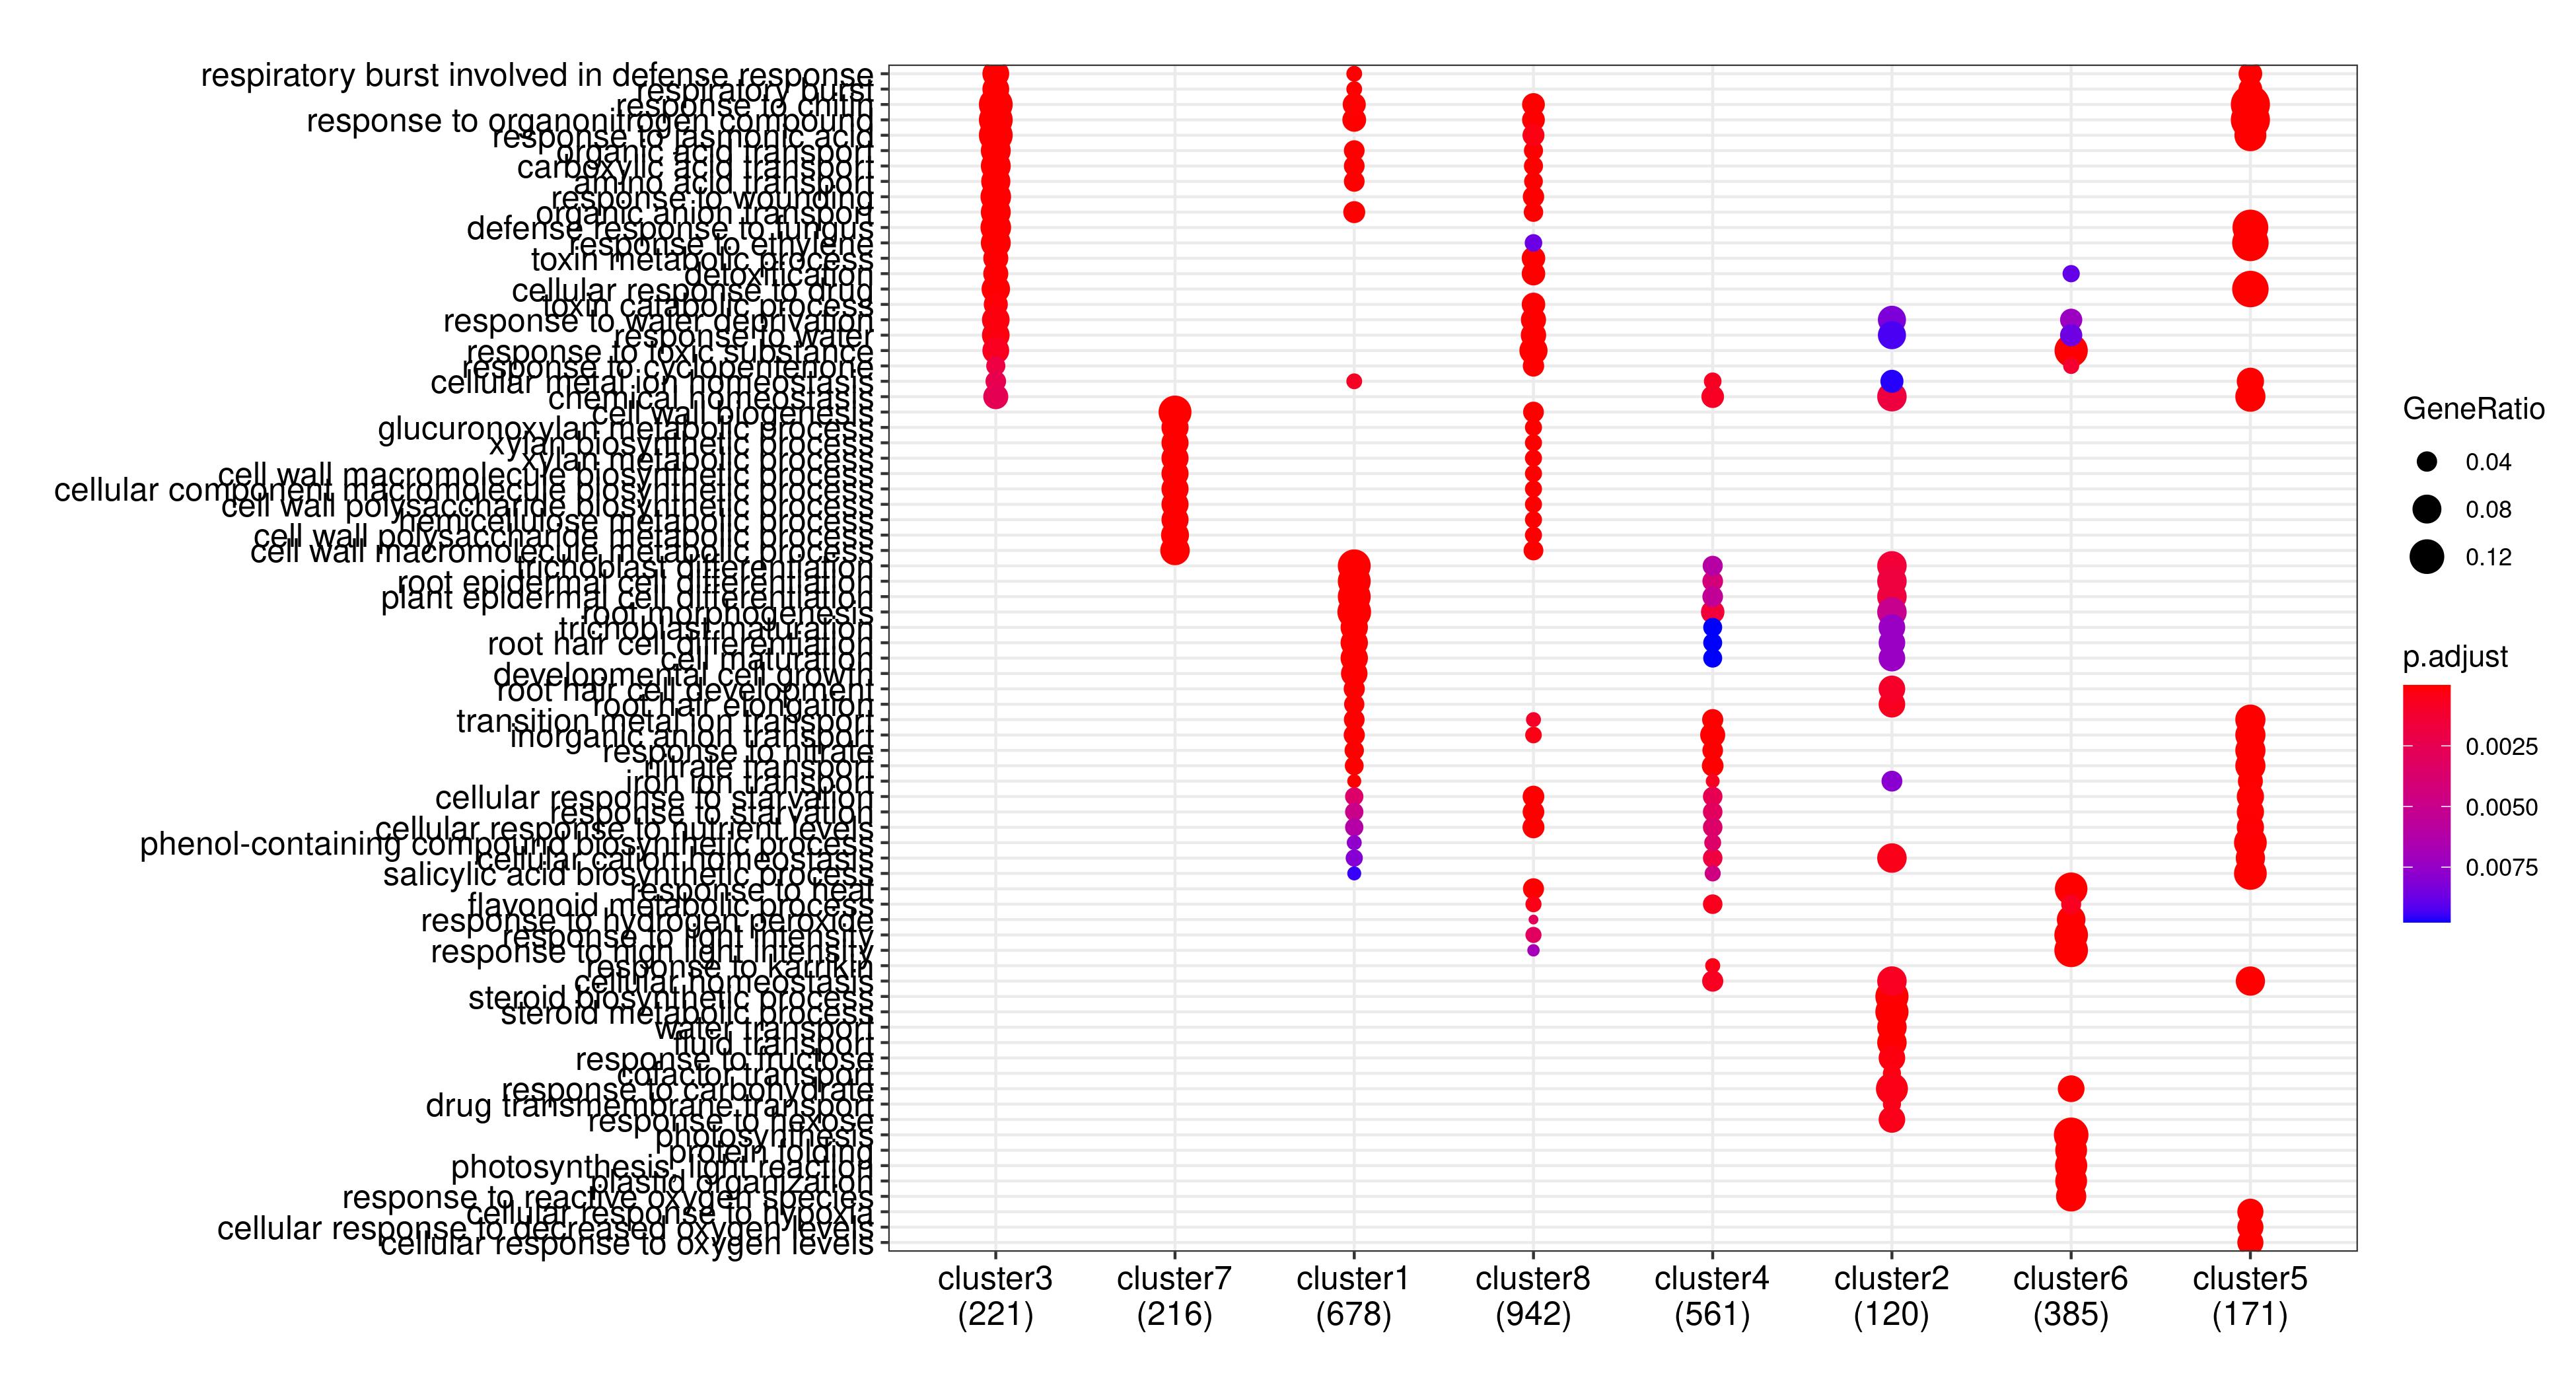 respiratory burst involved in defense response
respiratory burst
response to chitin
response to organonitrogen compound
response to jasmonic acid
organic acid transport
carboxylic acid transport
amino acid transport
response to wounding
organic anion transport
defense response to fungus
response to ethylene
toxin metabolic process
detoxification
cellular response to drug
toxin catabolic process
response to water deprivation
response to water
response to toxic substance
response to cyclopentenone
cellular metal ion homeostasis
chemical homeostasis
cell wall biogenesis
glucuronoxylan metabolic process
xylan biosynthetic process
xylan metabolic process
cell wall macromolecule biosynthetic process
cellular component macromolecule biosynthetic process
cell wall polysaccharide biosynthetic process
hemicellulose metabolic process
cell wall polysaccharide metabolic process
cell wall macromolecule metabolic process
trichoblast differentiation
root epidermal cell differentiation
plant epidermal cell differentiation
root morphogenesis
trichoblast maturation
root hair cell differentiation
cell maturation
developmental cell growth
root hair cell development
root hair elongation
transition metal ion transport
inorganic anion transport
response to nitrate
nitrate transport
iron ion transport
cellular response to starvation
response to starvation
cellular response to nutrient levels
phenol-containing compound biosynthetic process
cellular cation homeostasis
salicylic acid biosynthetic process
response to heat
flavonoid metabolic process
response to hydrogen peroxide
response to light intensity
response to high light intensity
response to karrikin
cellular homeostasis
steroid biosynthetic process
steroid metabolic process
water transport
fluid transport
response to fructose
cofactor transport
response to carbohydrate
drug transmembrane transport
response to hexose
photosynthesis
protein folding
photosynthesis, light reaction
plastid organization
response to reactive oxygen species
cellular response to hypoxia
cellular response to decreased oxygen levels
cellular response to oxygen levels
cluster3 cluster7 cluster1 cluster8 cluster4 cluster2 cluster6 cluster5
(221) (216) (678) (942) (561) (120) (385) (171)
GeneRatio
0.04
0.08
0.12
p.adjust
0.0025
0.0050
0.0075